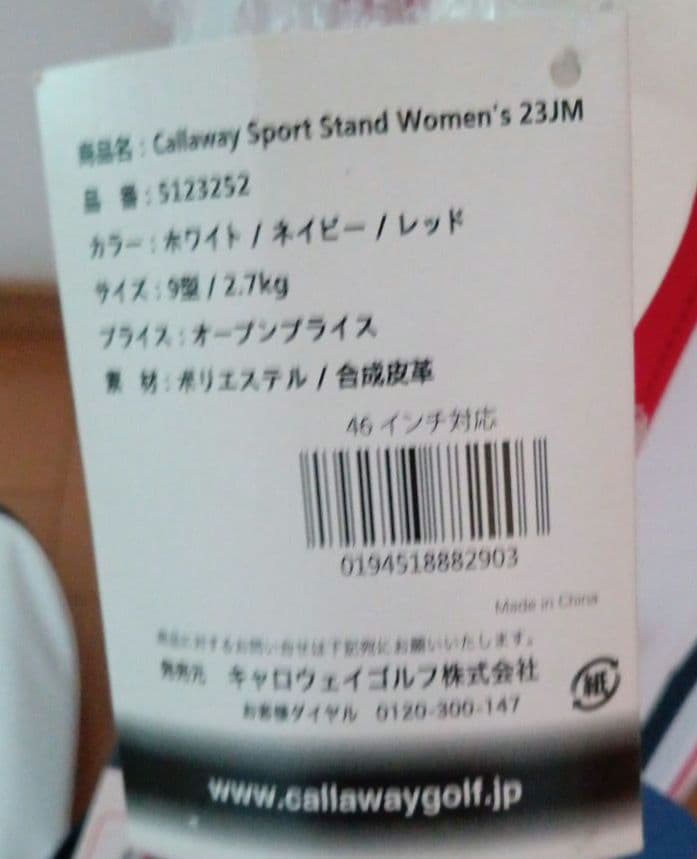 商品名：Callaway Sport Stand Women's 23JM
品　番：5123252
カラー：ホワイト / ネイビー / レッド
サイズ：9型 / 2.7kg
プライス：オープンプライス
素　材：ポリエステル / 合成皮革
46 インチ対応
0194518882903
Made in China
商品に対するお問い合せは下記宛にお願いいたします。
発売元　キャロウェイゴルフ株式会社
紙
お客様ダイヤル　0120-300-147
www.callawaygolf.jp